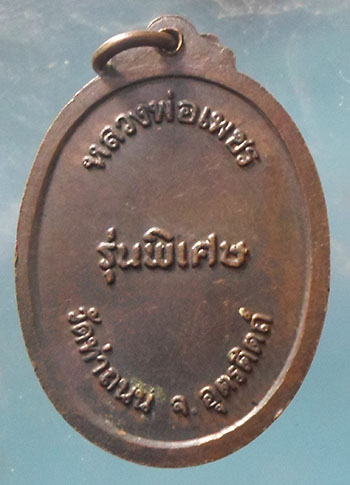 หลวงพ่อเพชร
รุ่นพิเศษ
วัดท่าถนน จ. อุตรดิตถ์